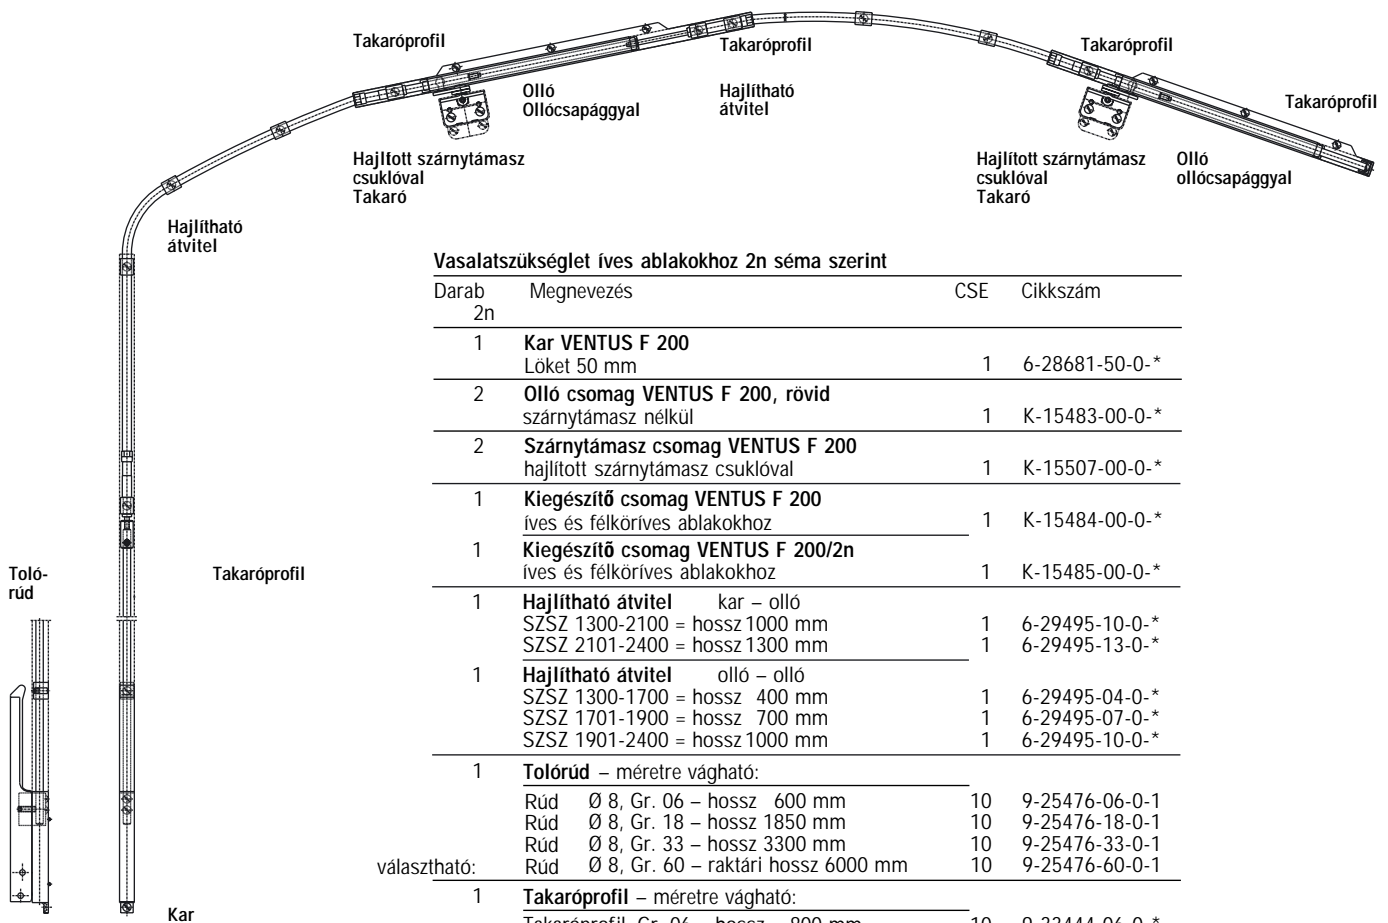 Takaróprofil
Takaróprofil
Takaróprofil
Takaróprofil
Olló
Ollócsapággyal
Hajlítható
átvitel
Hajlított szárnytámasz
csuklóval
Takaró
Hajlított szárnytámasz
csuklóval
Takaró
Olló
ollócsapággyal
Hajlítható
átvitel
Toló-
rúd
Takaróprofil
Kar
Vasalatszükséglet íves ablakokhoz 2n séma szerint
Darab Megnevezés CSE Cikkszám
2n
1 Kar VENTUS F 200
Löket 50 mm 1 6-28681-50-0-*
2 Olló csomag VENTUS F 200, rövid
szárnytámasz nélkül 1 K-15483-00-0-*
2 Szárnytámasz csomag VENTUS F 200
hajlított szárnytámasz csuklóval 1 K-15507-00-0-*
1 Kiegészítő csomag VENTUS F 200
íves és félköríves ablakokhoz 1 K-15484-00-0-*
1 Kiegészítő csomag VENTUS F 200/2n
íves és félköríves ablakokhoz 1 K-15485-00-0-*
1 Hajlítható átvitel kar – olló
SZSZ 1300-2100 = hossz 1000 mm 1 6-29495-10-0-*
SZSZ 2101-2400 = hossz 1300 mm 1 6-29495-13-0-*
1 Hajlítható átvitel olló – olló
SZSZ 1300-1700 = hossz 400 mm 1 6-29495-04-0-*
SZSZ 1701-1900 = hossz 700 mm 1 6-29495-07-0-*
SZSZ 1901-2400 = hossz 1000 mm 1 6-29495-10-0-*
1 Tolórúd – méretre vágható:
Rúd Ø 8, Gr. 06 – hossz 600 mm 10 9-25476-06-0-1
Rúd Ø 8, Gr. 18 – hossz 1850 mm 10 9-25476-18-0-1
Rúd Ø 8, Gr. 33 – hossz 3300 mm 10 9-25476-33-0-1
választható: Rúd Ø 8, Gr. 60 – raktári hossz 6000 mm 10 9-25476-60-0-1
1 Takaróprofil – méretre vágható:
Takaróprofil, Gr. 06 – hossz 800 mm 10 9-33444-06-0-*